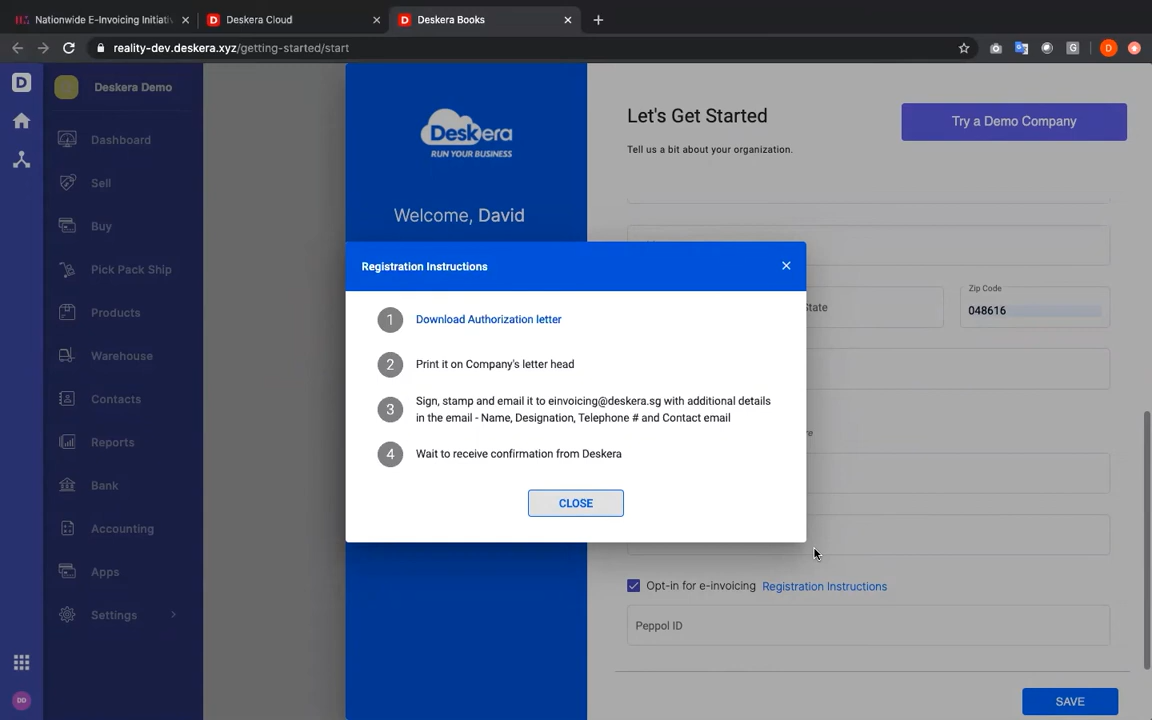 Nationwide E-Invoicing Initiativ
Deskera Cloud
Deskera Books
reality-dev.deskera.xyz/getting-started/start
G
D
D
Deskera Demo
Dashboard
Sell
Buy
Pick Pack Ship
Products
Warehouse
Contacts
Reports
Bank
Accounting
Apps
Settings
DD
Deskera
RUN YOUR BUSINESS
Welcome, David
Let's Get Started
Try a Demo Company
Tell us a bit about your organization.
State
Zip Code
048616
Registration Instructions
1 Download Authorization letter
2 Print it on Company's letter head
3 Sign, stamp and email it to einvoicing@deskera.sg with additional details
in the email - Name, Designation, Telephone # and Contact email
4 Wait to receive confirmation from Deskera
CLOSE
Opt-in for e-invoicing Registration Instructions
Peppol ID
SAVE